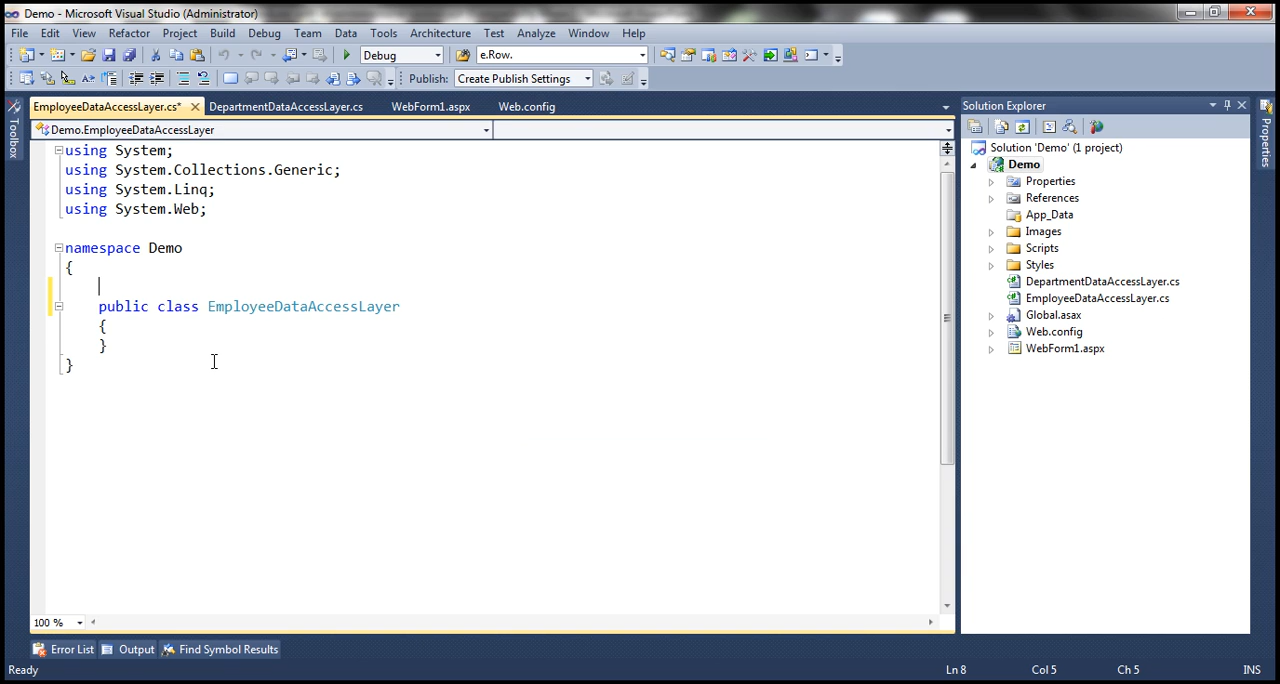 Demo - Microsoft Visual Studio (Administrator)
File Edit View Refactor Project Build Debug Team Data Tools Architecture Test Analyze Window Help
Debug e.Row.
Publish: Create Publish Settings
EmployeeDataAccessLayer.cs* DepartmentDataAccessLayer.cs WebForm1.aspx Web.config
Demo.EmployeeDataAccessLayer
using System;
using System.Collections.Generic;
using System.Linq;
using System.Web;
namespace Demo
{
public class EmployeeDataAccessLayer
{
}
}
100 %
Toolbox
Solution Explorer
Solution 'Demo' (1 project)
Demo
Properties
References
App_Data
Images
Scripts
Styles
DepartmentDataAccessLayer.cs
EmployeeDataAccessLayer.cs
Global.asax
Web.config
WebForm1.aspx
Properties
Error List Output Find Symbol Results
Ready Ln 8 Col 5 Ch 5 INS